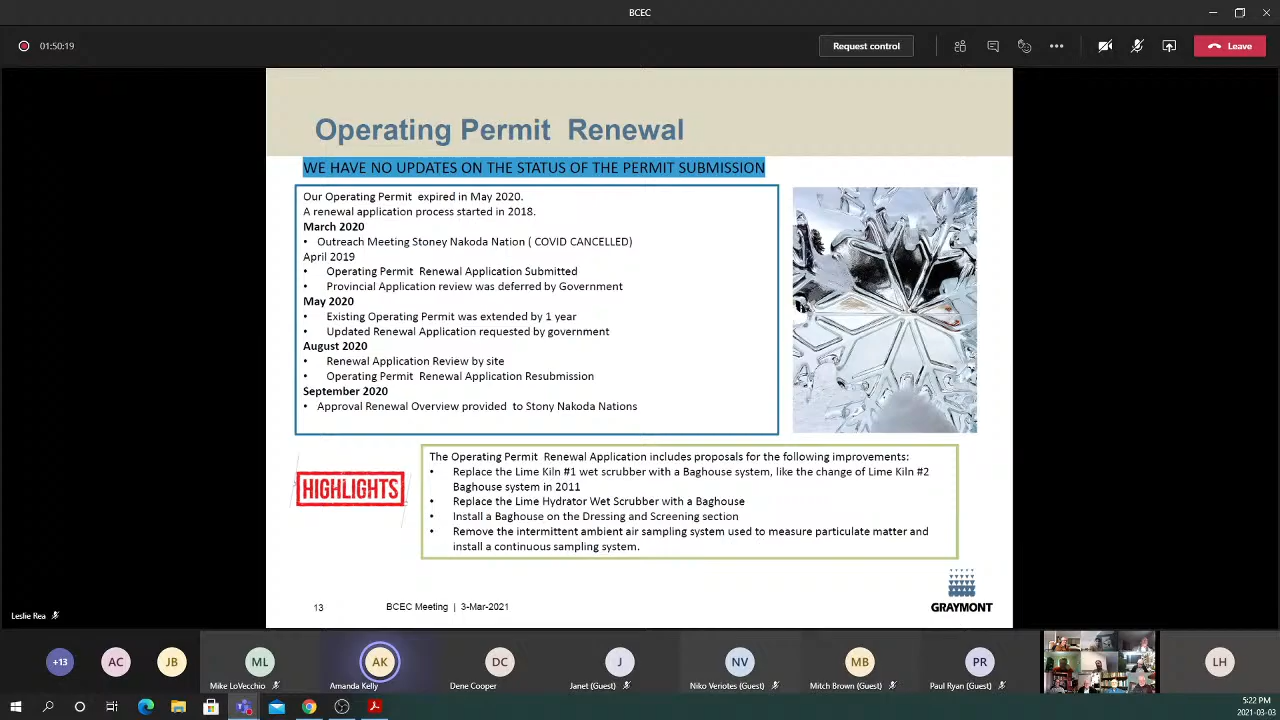 BCEC
01:50:19
Request control
Leave
Operating Permit  Renewal
WE HAVE NO UPDATES ON THE STATUS OF THE PERMIT SUBMISSION
Our Operating Permit  expired in May 2020.
A renewal application process started in 2018.
March 2020
• Outreach Meeting Stoney Nakoda Nation ( COVID CANCELLED)
April 2019
• Operating Permit  Renewal Application Submitted
• Provincial Application review was deferred by Government
May 2020
• Existing Operating Permit was extended by 1 year
• Updated Renewal Application requested by government
August 2020
• Renewal Application Review by site
• Operating Permit  Renewal Application Resubmission
September 2020
• Approval Renewal Overview provided  to Stony Nakoda Nations
HIGHLIGHTS
The Operating Permit  Renewal Application includes proposals for the following improvements:
• Replace the Lime Kiln #1 wet scrubber with a Baghouse system, like the change of Lime Kiln #2
Baghouse system in 2011
• Replace the Lime Hydrator Wet Scrubber with a Baghouse
• Install a Baghouse on the Dressing and Screening section
• Remove the intermittent ambient air sampling system used to measure particulate matter and
install a continuous sampling system.
13
BCEC Meeting | 3-Mar-2021
GRAYMONT
Leslie Rea
+13
AC
JB
ML
AK
DC
J
NV
MB
PR
LH
Mike LoVecchio
Amanda Kelly
Dene Cooper
Janet (Guest)
Niko Veriotes (Guest)
Mitch Brown (Guest)
Paul Ryan (Guest)
5:22 PM
2021-03-03